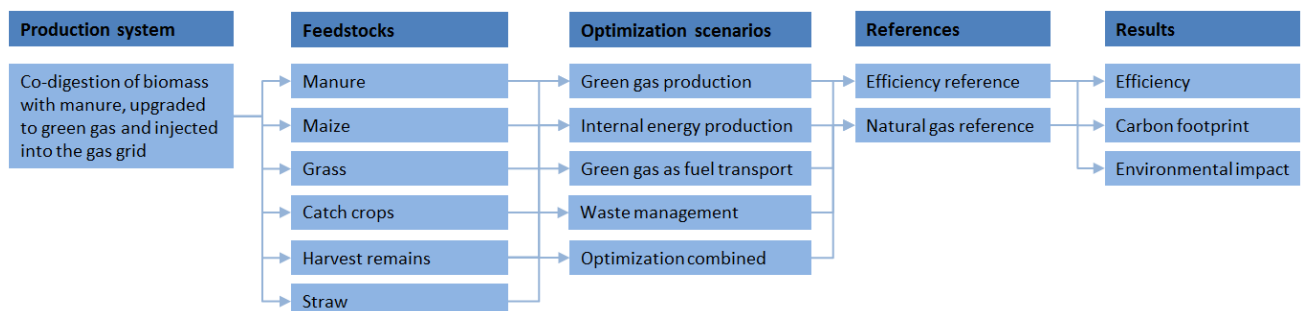 Production system
Feedstocks
Optimization scenarios
References
Results
Co-digestion of biomass
with manure, upgraded
to green gas and injected
into the gas grid
Manure
Maize
Grass
Catch crops
Harvest remains
Straw
Green gas production
Internal energy production
Green gas as fuel transport
Waste management
Optimization combined
Efficiency reference
Natural gas reference
Efficiency
Carbon footprint
Environmental impact